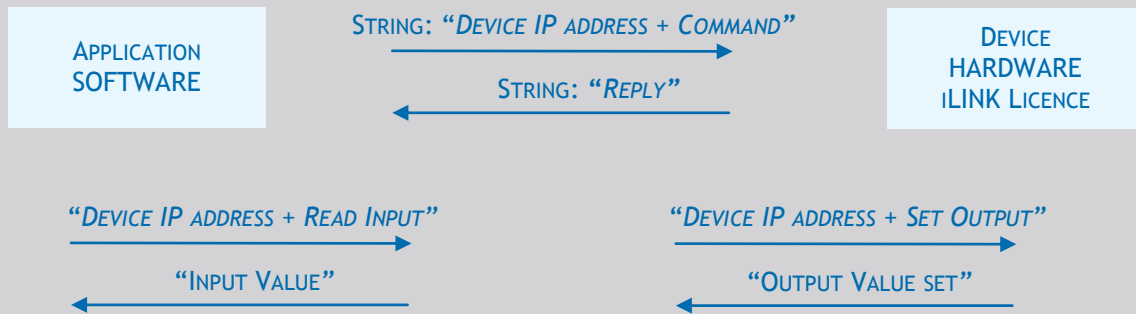 APPLICATION
SOFTWARE
STRING: “DEVICE IP ADDRESS + COMMAND”
STRING: “REPLY”
DEVICE
HARDWARE
ILINK LICENCE
“DEVICE IP ADDRESS + READ INPUT”
“INPUT VALUE”
“DEVICE IP ADDRESS + SET OUTPUT”
“OUTPUT VALUE SET”